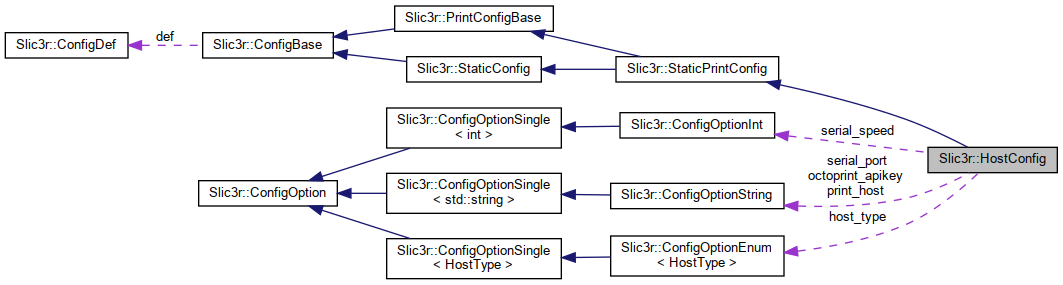 Slic3r::PrintConfigBase
def
Slic3r::ConfigDef
Slic3r::ConfigBase
Slic3r::StaticConfig
Slic3r::StaticPrintConfig
Slic3r::ConfigOptionSingle
< int >
Slic3r::ConfigOptionInt
serial_speed
Slic3r::HostConfig
serial_port
octoprint_apikey
print_host
Slic3r::ConfigOption
Slic3r::ConfigOptionSingle
< std::string >
Slic3r::ConfigOptionString
host_type
Slic3r::ConfigOptionSingle
< HostType >
Slic3r::ConfigOptionEnum
< HostType >